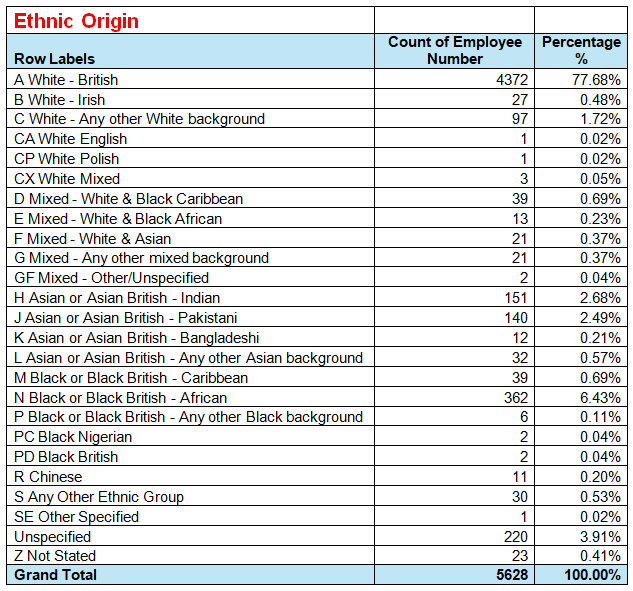 Ethnic Origin
Row Labels Count of Employee Number Percentage %
A White - British 4372 77.68%
B White - Irish 27 0.48%
C White - Any other White background 97 1.72%
CA White English 1 0.02%
CP White Polish 1 0.02%
CX White Mixed 3 0.05%
D Mixed - White & Black Caribbean 39 0.69%
E Mixed - White & Black African 13 0.23%
F Mixed - White & Asian 21 0.37%
G Mixed - Any other mixed background 21 0.37%
GF Mixed - Other/Unspecified 2 0.04%
H Asian or Asian British - Indian 151 2.68%
J Asian or Asian British - Pakistani 140 2.49%
K Asian or Asian British - Bangladeshi 12 0.21%
L Asian or Asian British - Any other Asian background 32 0.57%
M Black or Black British - Caribbean 39 0.69%
N Black or Black British - African 362 6.43%
P Black or Black British - Any other Black background 6 0.11%
PC Black Nigerian 2 0.04%
PD Black British 2 0.04%
R Chinese 11 0.20%
S Any Other Ethnic Group 30 0.53%
SE Other Specified 1 0.02%
Unspecified 220 3.91%
Z Not Stated 23 0.41%
Grand Total 5628 100.00%